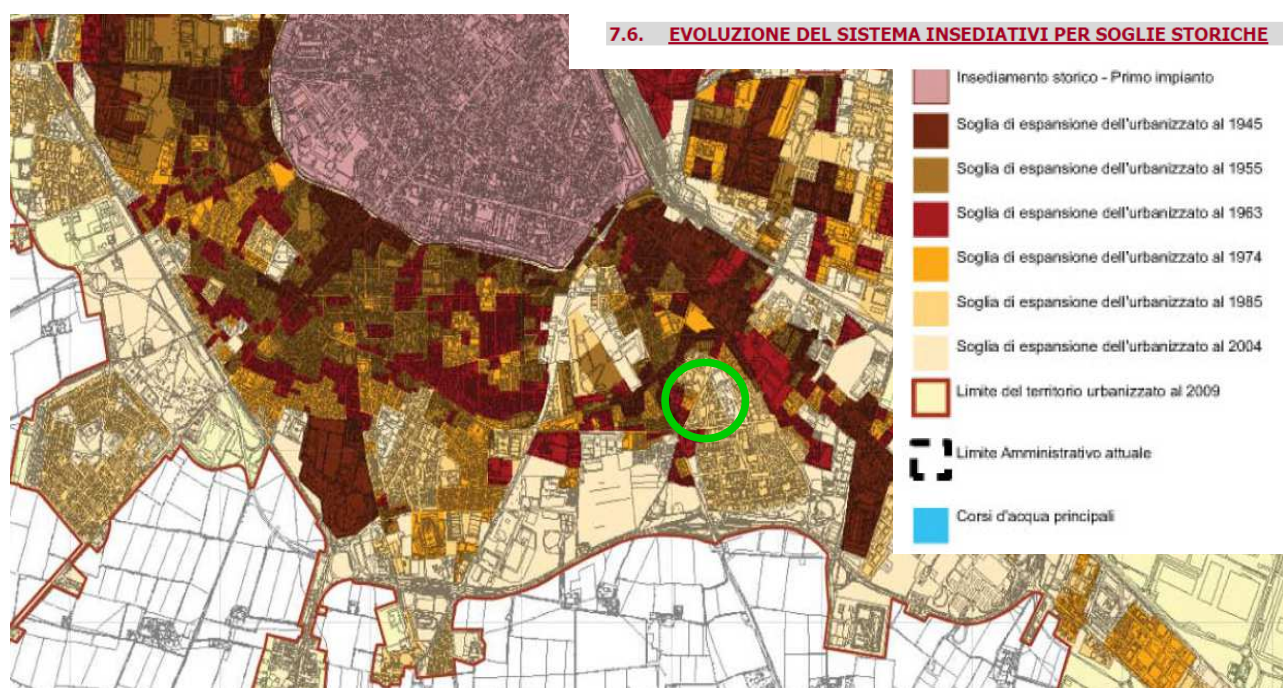 7.6. EVOLUZIONE DEL SISTEMA INSEDIATIVI PER SOGLIE STORICHE
Insediamento storico - Primo impianto
Soglia di espansione dell'urbanizzato al 1945
Soglia di espansione dell'urbanizzato al 1955
Soglia di espansione dell'urbanizzato al 1963
Soglia di espansione dell'urbanizzato al 1974
Soglia di espansione dell'urbanizzato al 1985
Soglia di espansione dell'urbanizzato al 2004
Limite del territorio urbanizzato al 2009
Limite Amministrativo attuale
Corsi d'acqua principali